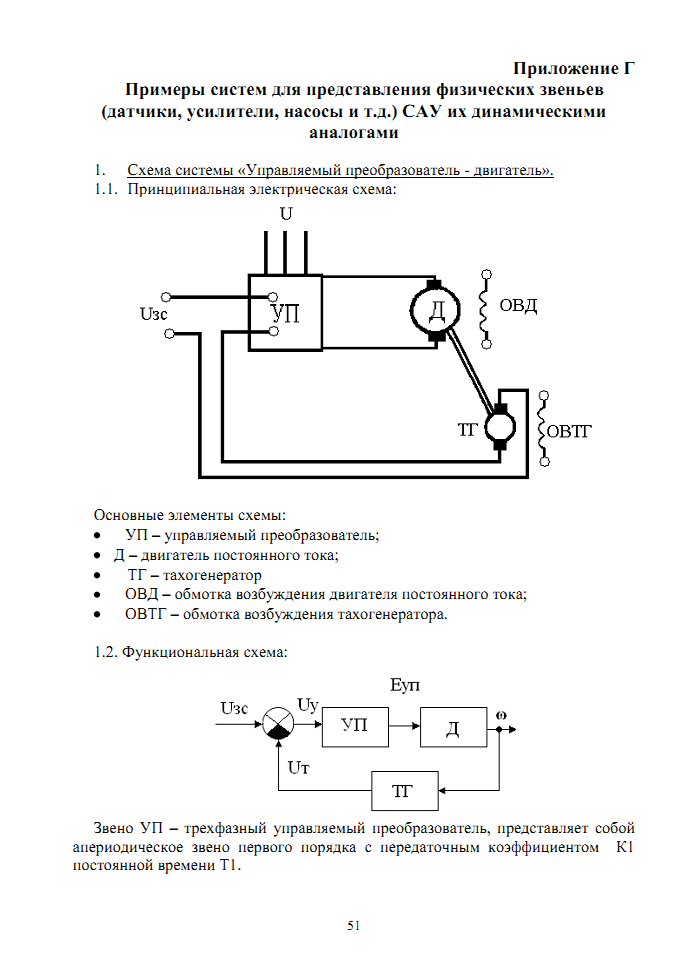 Приложение Г
Примеры систем для представления физических звеньев
(датчики, усилители, насосы и т.д.) САУ их динамическими
аналогами
1. Схема системы «Управляемый преобразователь - двигатель».
1.1. Принципиальная электрическая схема:
U
Uзс
УП
Д
ОВД
ТГ
ОВТГ
Основные элементы схемы:
• УП – управляемый преобразователь;
• Д – двигатель постоянного тока;
• ТГ – тахогенератор
• ОВД – обмотка возбуждения двигателя постоянного тока;
• ОВТГ – обмотка возбуждения тахогенератора.
1.2. Функциональная схема:
Eуп
Uзс
Uу
УП
Д
ω
Uт
ТГ
Звено УП – трехфазный управляемый преобразователь, представляет собой
апериодическое звено первого порядка с передаточным коэффициентом К1
постоянной времени Т1.
51